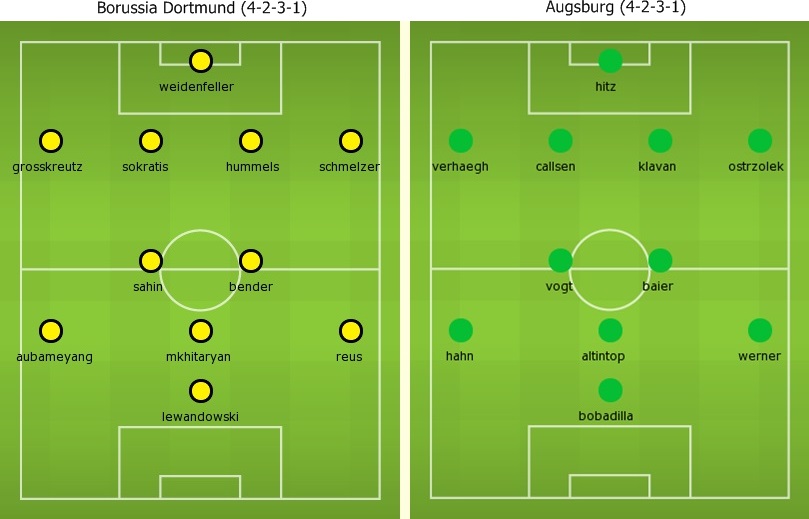 Borussia Dortmund (4-2-3-1)
weidenfeller
grosskreutz sokratis hummels schmelzer
sahin bender
aubameyang mkhitaryan reus
lewandowski
Augsburg (4-2-3-1)
hitz
verhaegh callsen klavan ostrzolek
vogt baier
hahn altintop werner
bobadilla